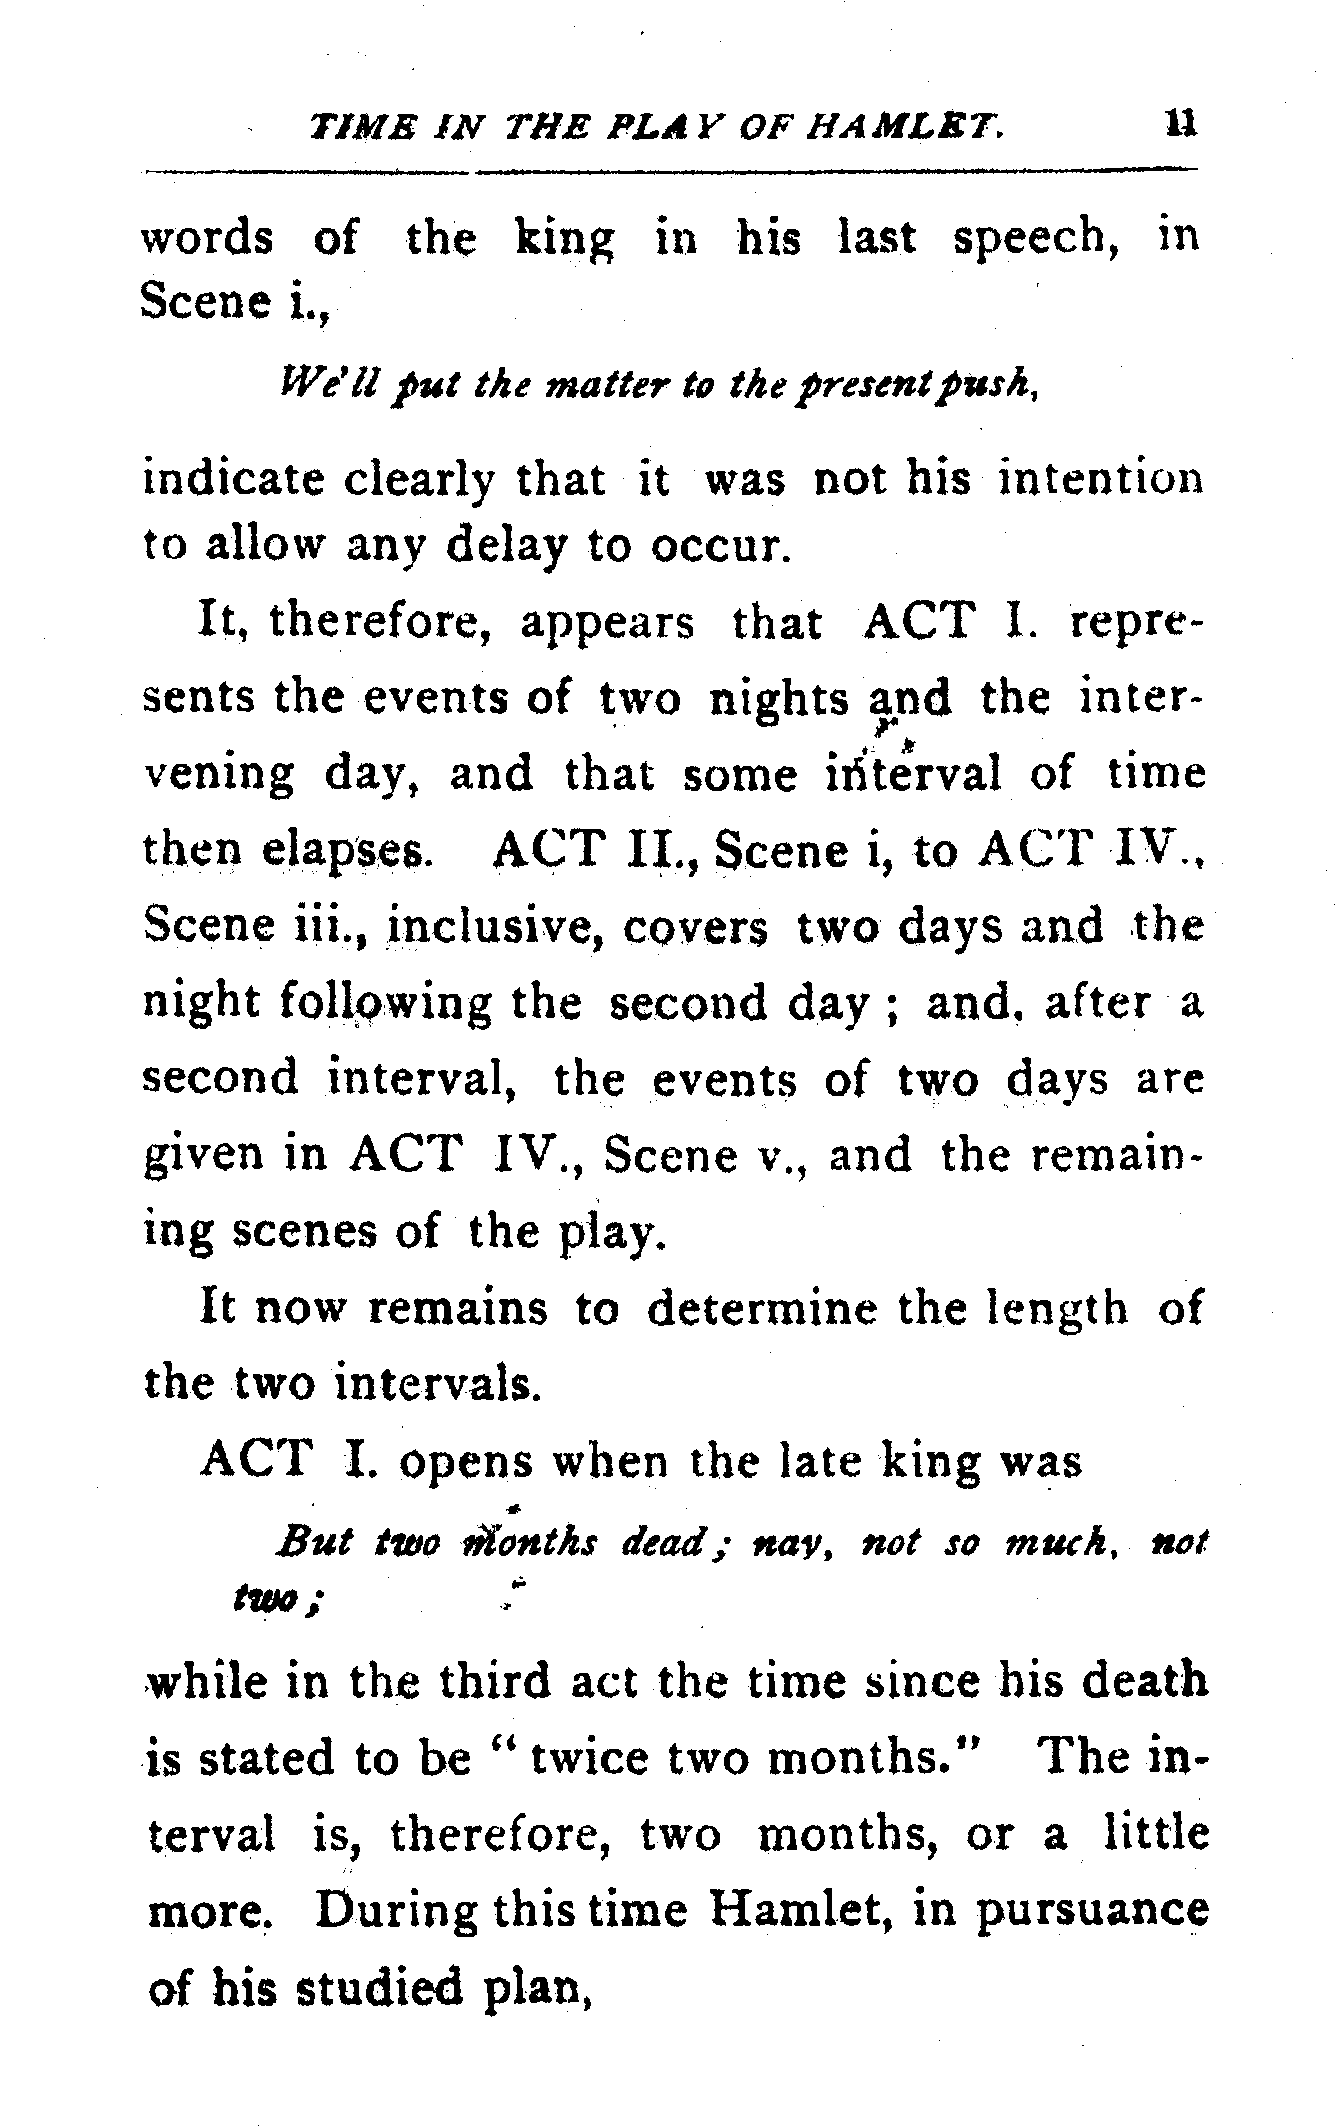 TIME IN THE PLAY OF HAMLET. 11
words of the king in his last speech, in
Scene i.,
We'll put the matter to the present push,
indicate clearly that it was not his intention
to allow any delay to occur.
It, therefore, appears that ACT I. repre-
sents the events of two nights and the inter-
vening day, and that some interval of time
then elapses. ACT II., Scene i, to ACT IV.,
Scene iii., inclusive, covers two days and the
night following the second day ; and, after a
second interval, the events of two days are
given in ACT IV., Scene v., and the remain-
ing scenes of the play.
It now remains to determine the length of
the two intervals.
ACT I. opens when the late king was
But two months dead ; nay, not so much, not
two ;
while in the third act the time since his death
is stated to be " twice two months." The in-
terval is, therefore, two months, or a little
more. During this time Hamlet, in pursuance
of his studied plan,